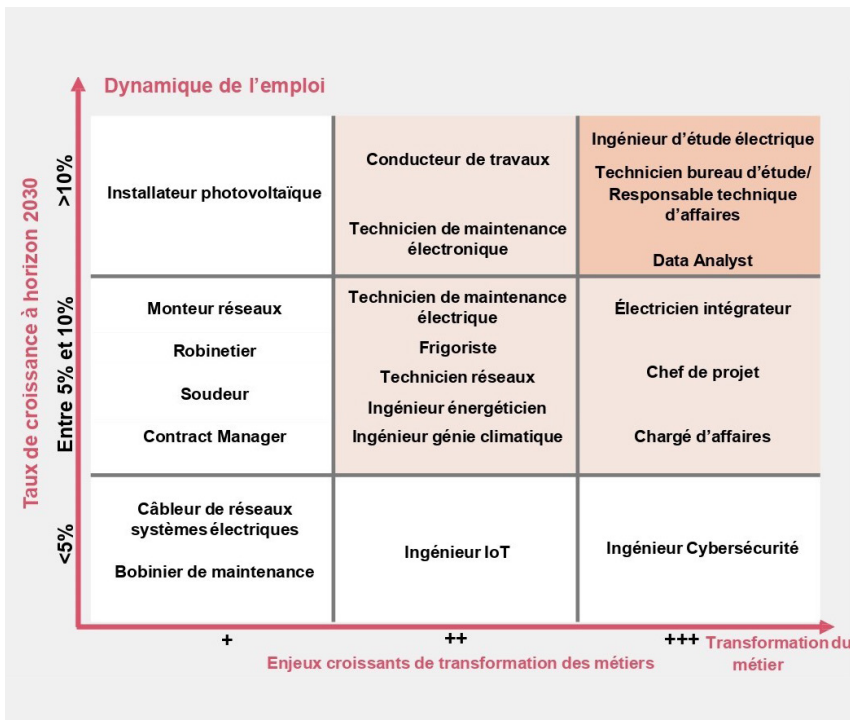 Dynamique de l'emploi
Taux de croissance à horizon 2030
>10%
Installateur photovoltaïque
Conducteur de travaux
Technicien de maintenance
électronique
Ingénieur d'étude électrique
Technicien bureau d'étude/
Responsable technique
d'affaires
Data Analyst
Entre 5% et 10%
Monteur réseaux
Robinetier
Soudeur
Contract Manager
Technicien de maintenance
électrique
Frigoriste
Technicien réseaux
Ingénieur énergéticien
Ingénieur génie climatique
Électricien intégrateur
Chef de projet
Chargé d'affaires
<5%
Câbleur de réseaux
systèmes électriques
Bobinier de maintenance
Ingénieur IoT
Ingénieur Cybersécurité
+
++
+++
Transformation du
métier
Enjeux croissants de transformation des métiers